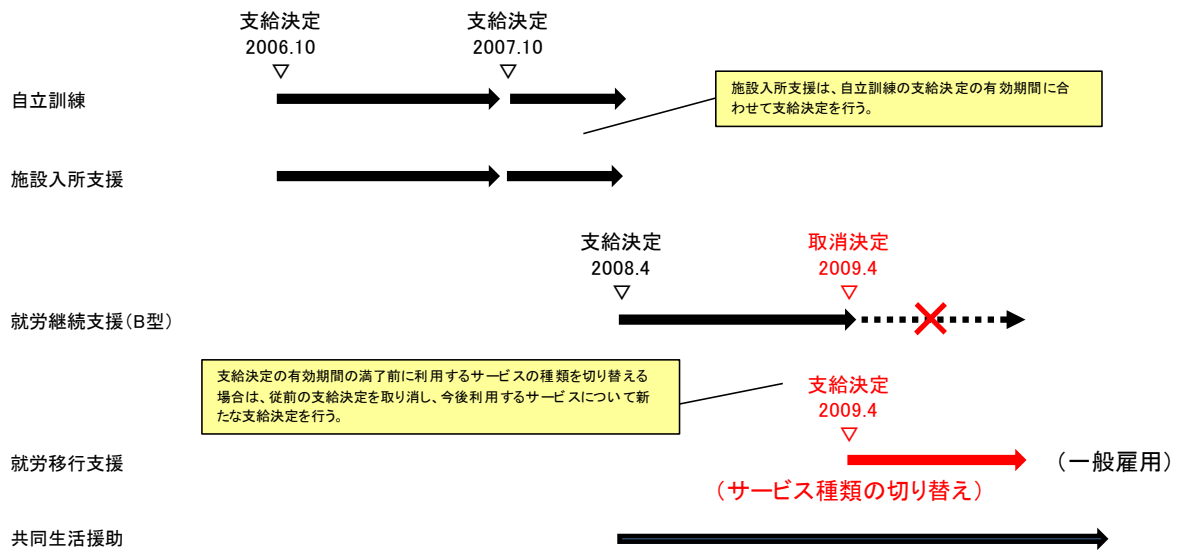 支給決定
2006.10
▽
支給決定
2007.10
▽
自立訓練
施設入所支援は、自立訓練の支給決定の有効期間に合
わせて支給決定を行う。
施設入所支援
支給決定
2008.4
▽
取消決定
2009.4
▽
就労継続支援(B型)
支給決定の有効期間の満了前に利用するサービスの種類を切り替える
場合は、従前の支給決定を取り消し、今後利用するサービスについて新
たな支給決定を行う。
支給決定
2009.4
▽
就労移行支援
(一般雇用)
(サービス種類の切り替え)
共同生活援助